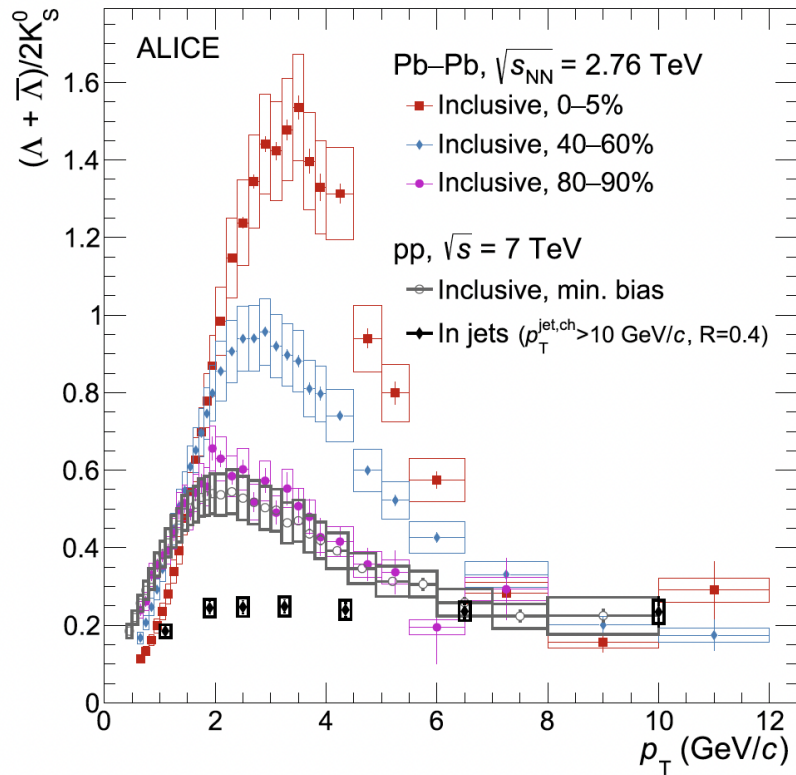 ALICE
(Λ + Λ̅)/2K⁰_S
Pb–Pb, √s_NN = 2.76 TeV
Inclusive, 0–5%
Inclusive, 40–60%
Inclusive, 80–90%
pp, √s = 7 TeV
Inclusive, min. bias
In jets (p_T^jet,ch>10 GeV/c, R=0.4)
1.6
1.4
1.2
1
0.8
0.6
0.4
0.2
0
0 2 4 6 8 10 12
p_T (GeV/c)